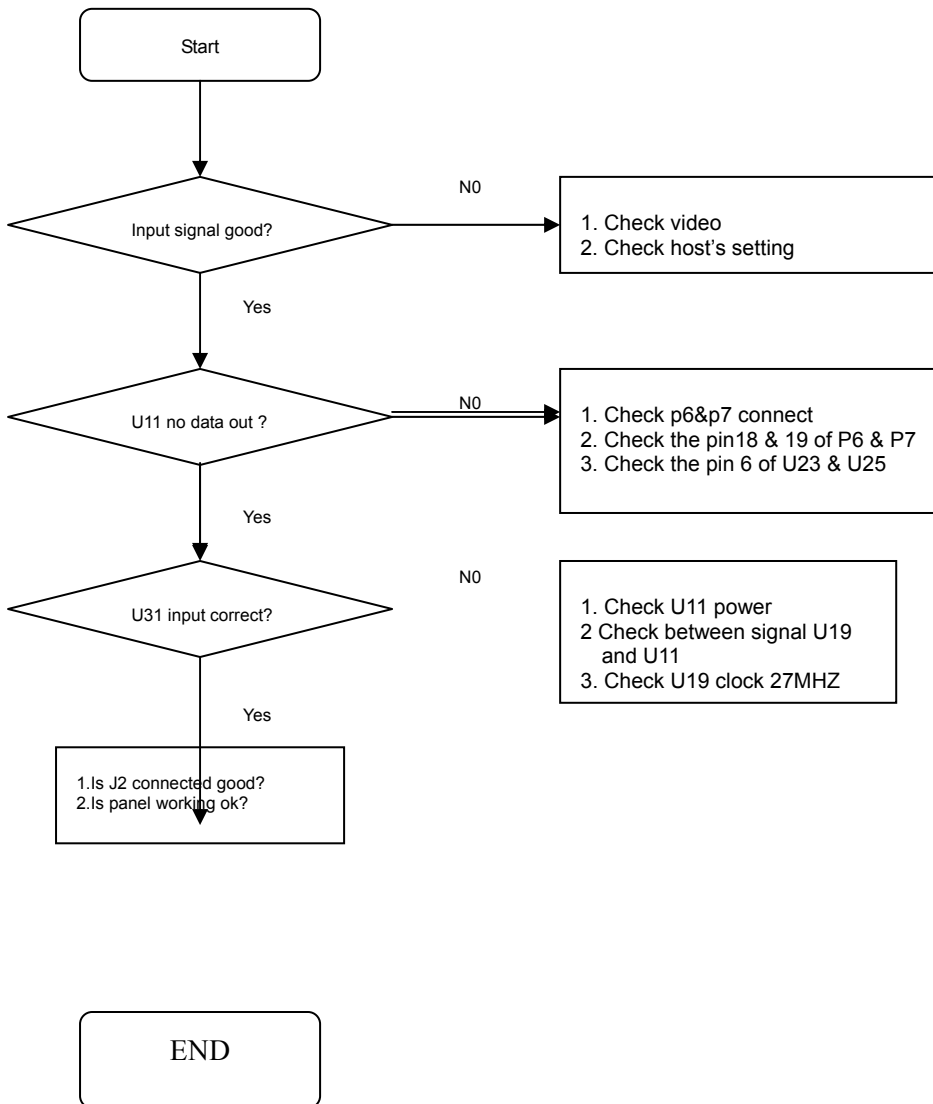 Start
N0
Input signal good?
1. Check video
2. Check host's setting
Yes
N0
U11 no data out ?
1. Check p6&p7 connect
2. Check the pin18 & 19 of P6 & P7
3. Check the pin 6 of U23 & U25
Yes
N0
U31 input correct?
1. Check U11 power
2 Check between signal U19
and U11
3. Check U19 clock 27MHZ
Yes
1.Is J2 connected good?
2.Is panel working ok?
END